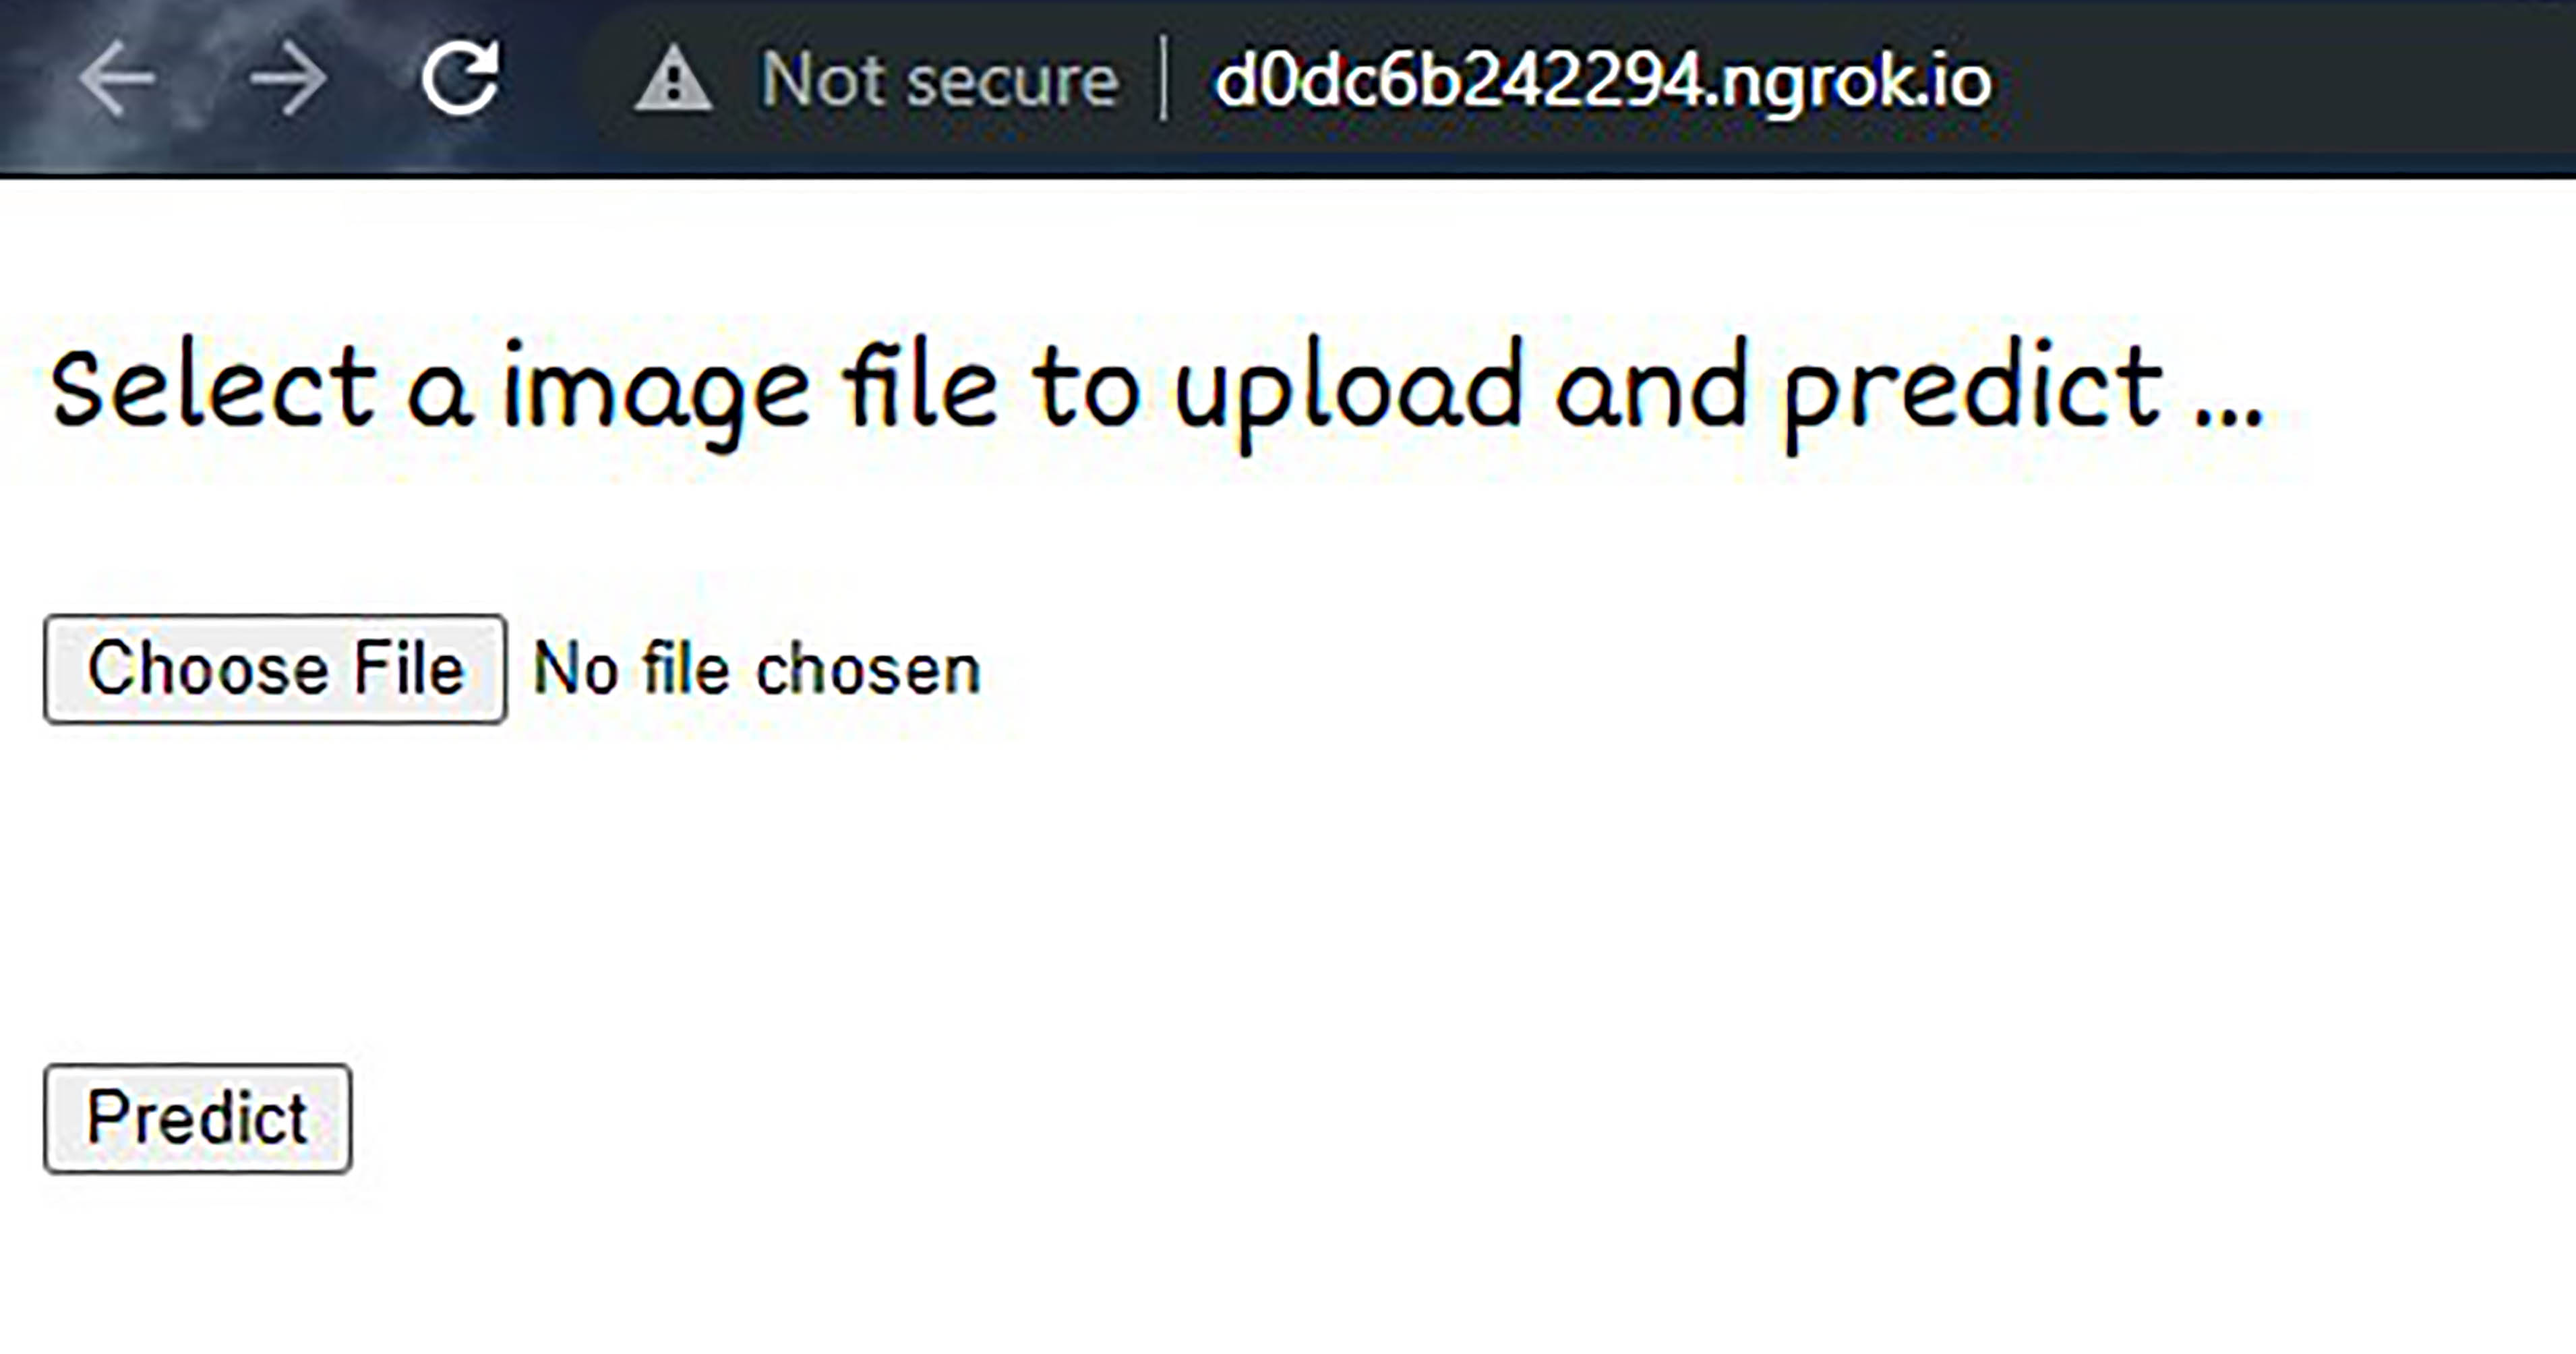 Not secure | d0dc6b242294.ngrok.io
Select a image file to upload and predict ...
Choose File No file chosen
Predict